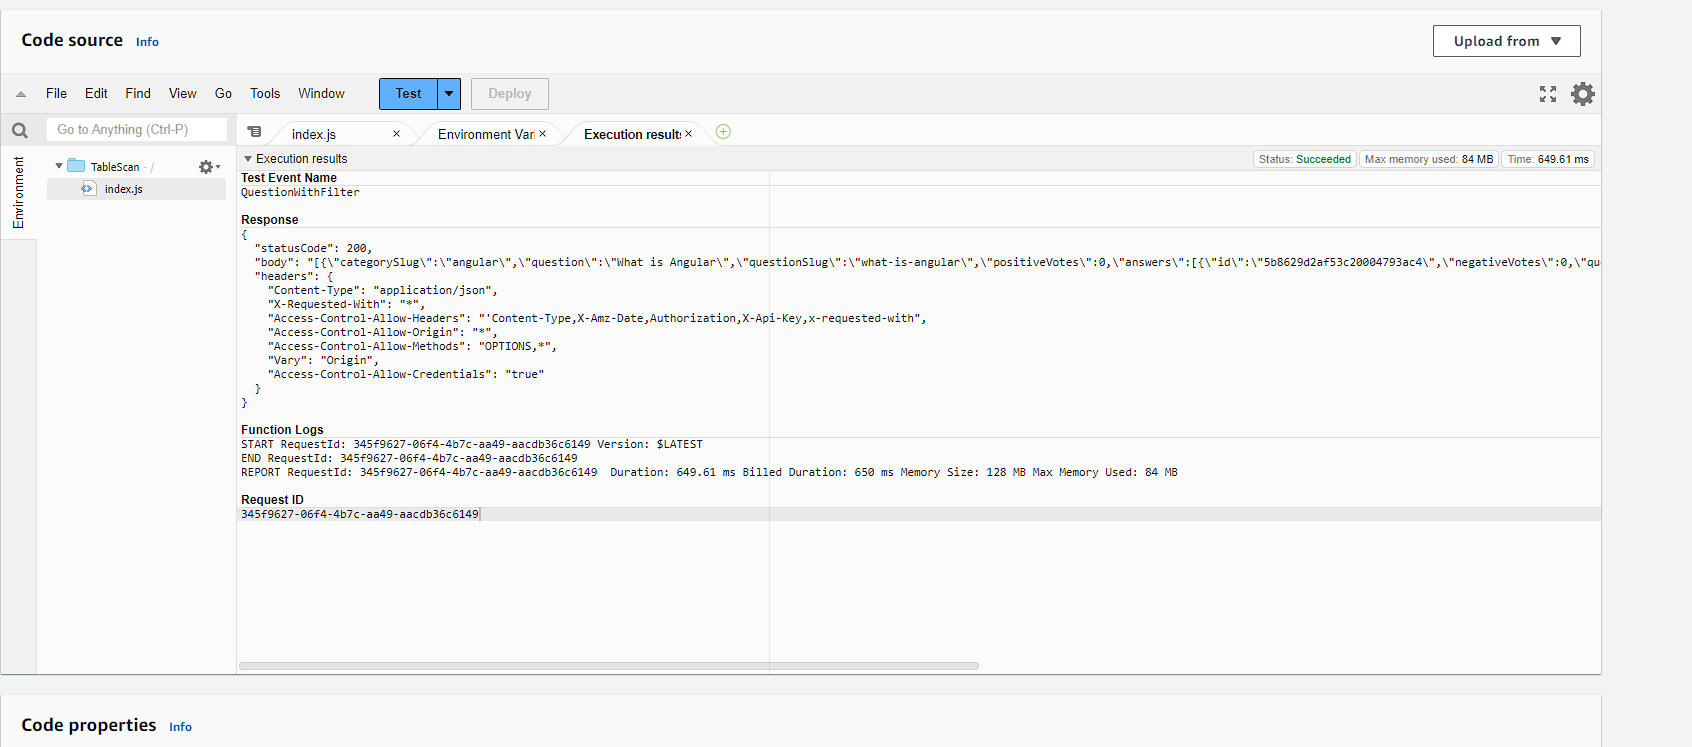 Code source Info
Upload from
File Edit Find View Go Tools Window Test Deploy
Go to Anything (Ctrl-P)
index.js
Environment Vari
Execution results
Environment
TableScan - /
index.js
Execution results
Status: Succeeded Max memory used: 84 MB Time: 649.61 ms
Test Event Name
QuestionWithFilter
Response
{
"statusCode": 200,
"body": "[{\"categorySlug\":\"angular\",\"question\":\"What is Angular\",\"questionSlug\":\"what-is-angular\",\"positiveVotes\":0,\"answers\":[{\"id\":\"5b8629d2af53c20004793ac4\",\"negativeVotes\":0,\"qu
"headers": {
"Content-Type": "application/json",
"X-Requested-With": "*",
"Access-Control-Allow-Headers": "'Content-Type,X-Amz-Date,Authorization,X-Api-Key,x-requested-with",
"Access-Control-Allow-Origin": "*",
"Access-Control-Allow-Methods": "OPTIONS,*",
"Vary": "Origin",
"Access-Control-Allow-Credentials": "true"
}
}
Function Logs
START RequestId: 345f9627-06f4-4b7c-aa49-aacdb36c6149 Version: $LATEST
END RequestId: 345f9627-06f4-4b7c-aa49-aacdb36c6149
REPORT RequestId: 345f9627-06f4-4b7c-aa49-aacdb36c6149 Duration: 649.61 ms Billed Duration: 650 ms Memory Size: 128 MB Max Memory Used: 84 MB
Request ID
345f9627-06f4-4b7c-aa49-aacdb36c6149
Code properties Info